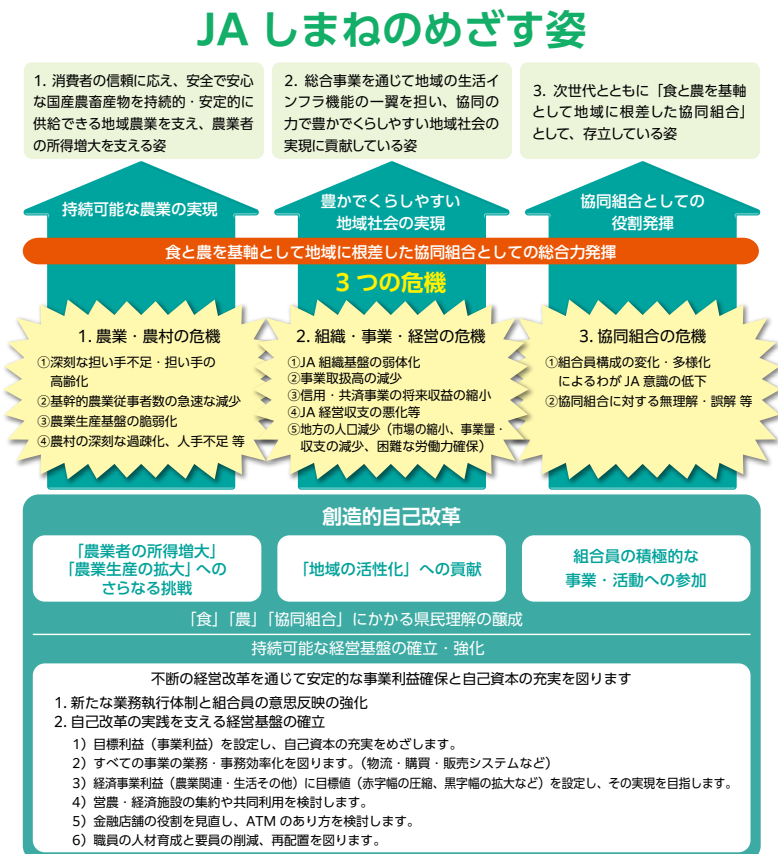 JA しまねのめざす姿
1. 消費者の信頼に応え、安全で安心
な国産農畜産物を持続的・安定的に
供給できる地域農業を支え、農業者
の所得増大を支える姿
2. 総合事業を通じて地域の生活イ
ンフラ機能の一翼を担い、協同の
力で豊かでくらしやすい地域社会の
実現に貢献している姿
3. 次世代とともに「食と農を基軸
として地域に根差した協同組合」
として、存立している姿
持続可能な農業の実現
豊かでくらしやすい
地域社会の実現
協同組合としての
役割発揮
食と農を基軸として地域に根差した協同組合としての総合力発揮
3 つの危機
1. 農業・農村の危機
①深刻な担い手不足・担い手の
高齢化
②基幹的農業従事者数の急速な減少
③農業生産基盤の脆弱化
④農村の深刻な過疎化、人手不足 等
2. 組織・事業・経営の危機
①JA 組織基盤の弱体化
②事業取扱高の減少
③信用・共済事業の将来収益の縮小
④JA 経営収支の悪化等
⑤地方の人口減少（市場の縮小、事業量・
収支の減少、困難な労働力確保）
3. 協同組合の危機
①組合員構成の変化・多様化
によるわが JA 意識の低下
②協同組合に対する無理解・誤解 等
創造的自己改革
「農業者の所得増大」
「農業生産の拡大」への
さらなる挑戦
「地域の活性化」への貢献
組合員の積極的な
事業・活動への参加
「食」「農」「協同組合」にかかる県民理解の醸成
持続可能な経営基盤の確立・強化
不断の経営改革を通じて安定的な事業利益確保と自己資本の充実を図ります
1. 新たな業務執行体制と組合員の意思反映の強化
2. 自己改革の実践を支える経営基盤の確立
1）目標利益（事業利益）を設定し、自己資本の充実をめざします。
2）すべての事業の業務・事務効率化を図ります。（物流・購買・販売システムなど）
3）経済事業利益（農業関連・生活その他）に目標値（赤字幅の圧縮、黒字幅の拡大など）を設定し、その実現を目指します。
4）営農・経済施設の集約や共同利用を検討します。
5）金融店舗の役割を見直し、ATM のあり方を検討します。
6）職員の人材育成と要員の削減、再配置を図ります。